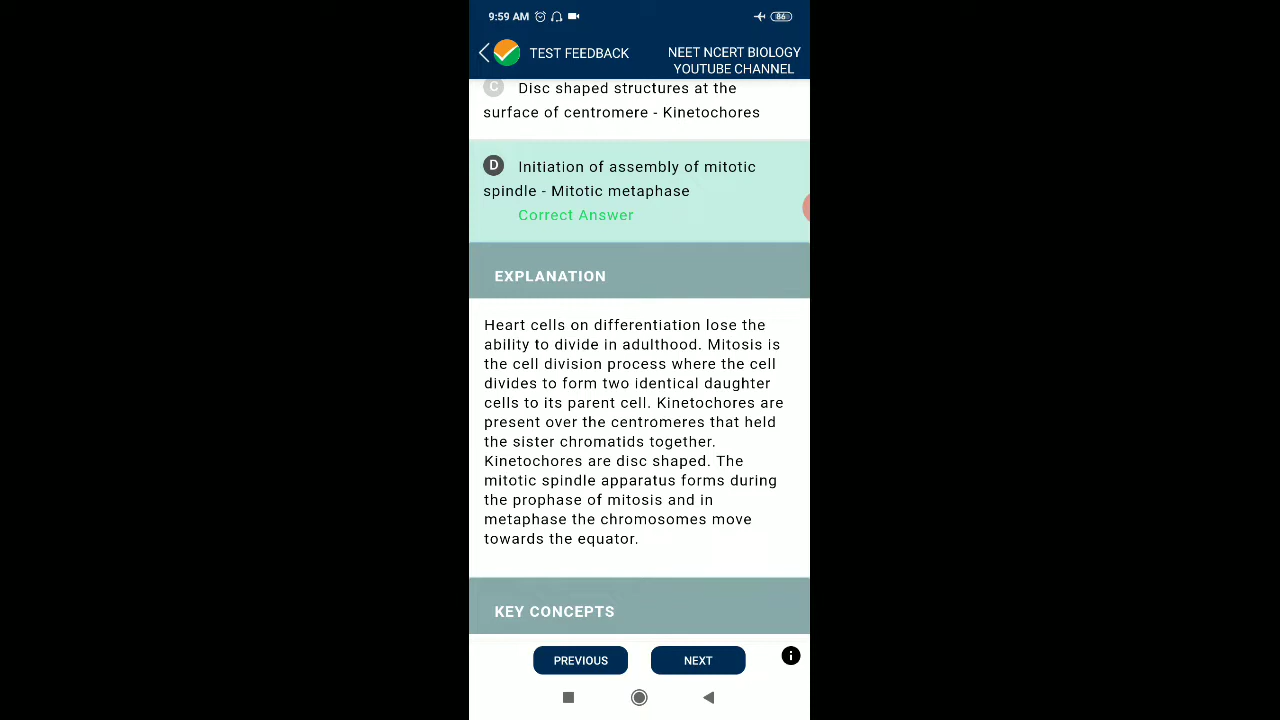 9:59 AM 86
TEST FEEDBACK
NEET NCERT BIOLOGY
YOUTUBE CHANNEL
C Disc shaped structures at the
surface of centromere - Kinetochores
D Initiation of assembly of mitotic
spindle - Mitotic metaphase
Correct Answer
EXPLANATION
Heart cells on differentiation lose the
ability to divide in adulthood. Mitosis is
the cell division process where the cell
divides to form two identical daughter
cells to its parent cell. Kinetochores are
present over the centromeres that held
the sister chromatids together.
Kinetochores are disc shaped. The
mitotic spindle apparatus forms during
the prophase of mitosis and in
metaphase the chromosomes move
towards the equator.
KEY CONCEPTS
PREVIOUS NEXT